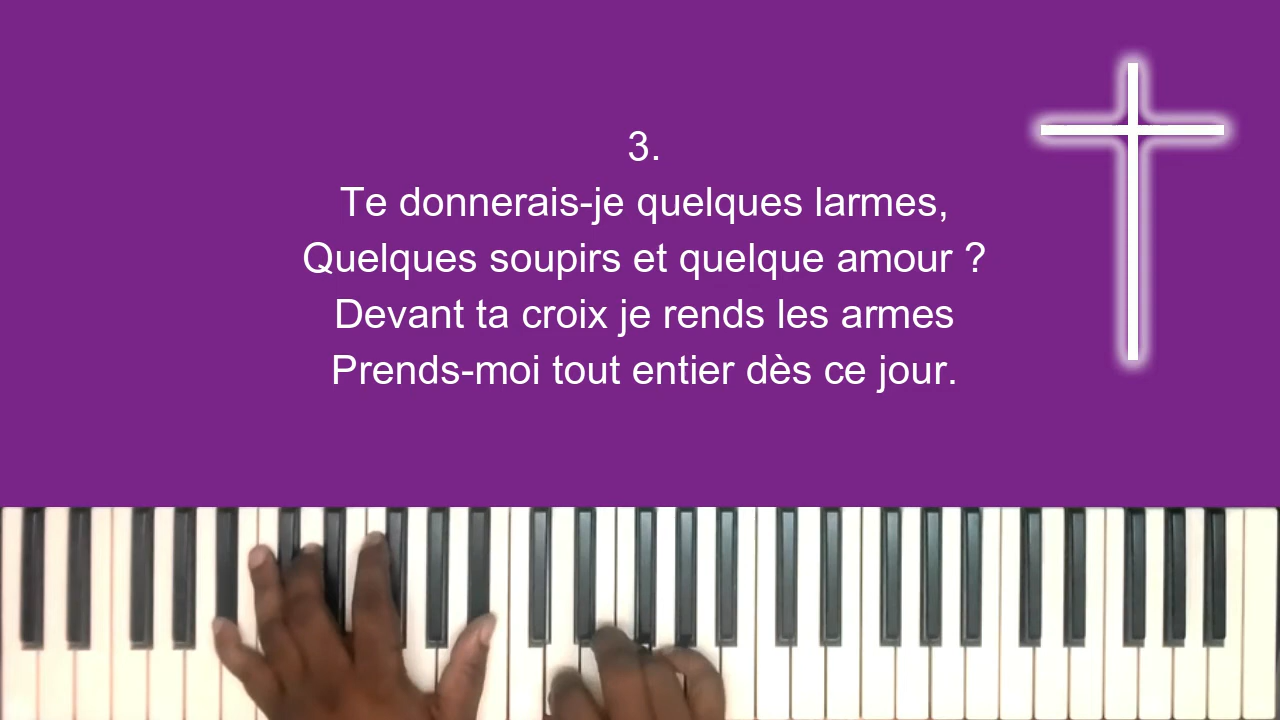 3.
Te donnerais-je quelques larmes,
Quelques soupirs et quelque amour ?
Devant ta croix je rends les armes
Prends-moi tout entier dès ce jour.